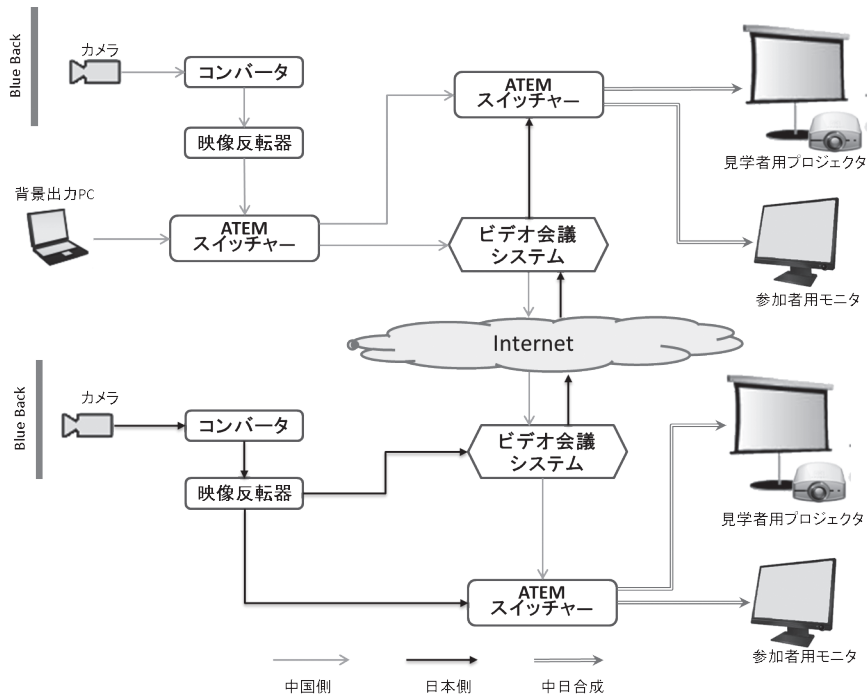 Blue Back
カメラ
コンバータ
ATEM
スイッチャー
映像反転器
見学者用プロジェクタ
背景出力PC
ATEM
スイッチャー
ビデオ会議
システム
参加者用モニタ
Internet
Blue Back
カメラ
コンバータ
ビデオ会議
システム
映像反転器
見学者用プロジェクタ
ATEM
スイッチャー
参加者用モニタ
中国側
日本側
中日合成